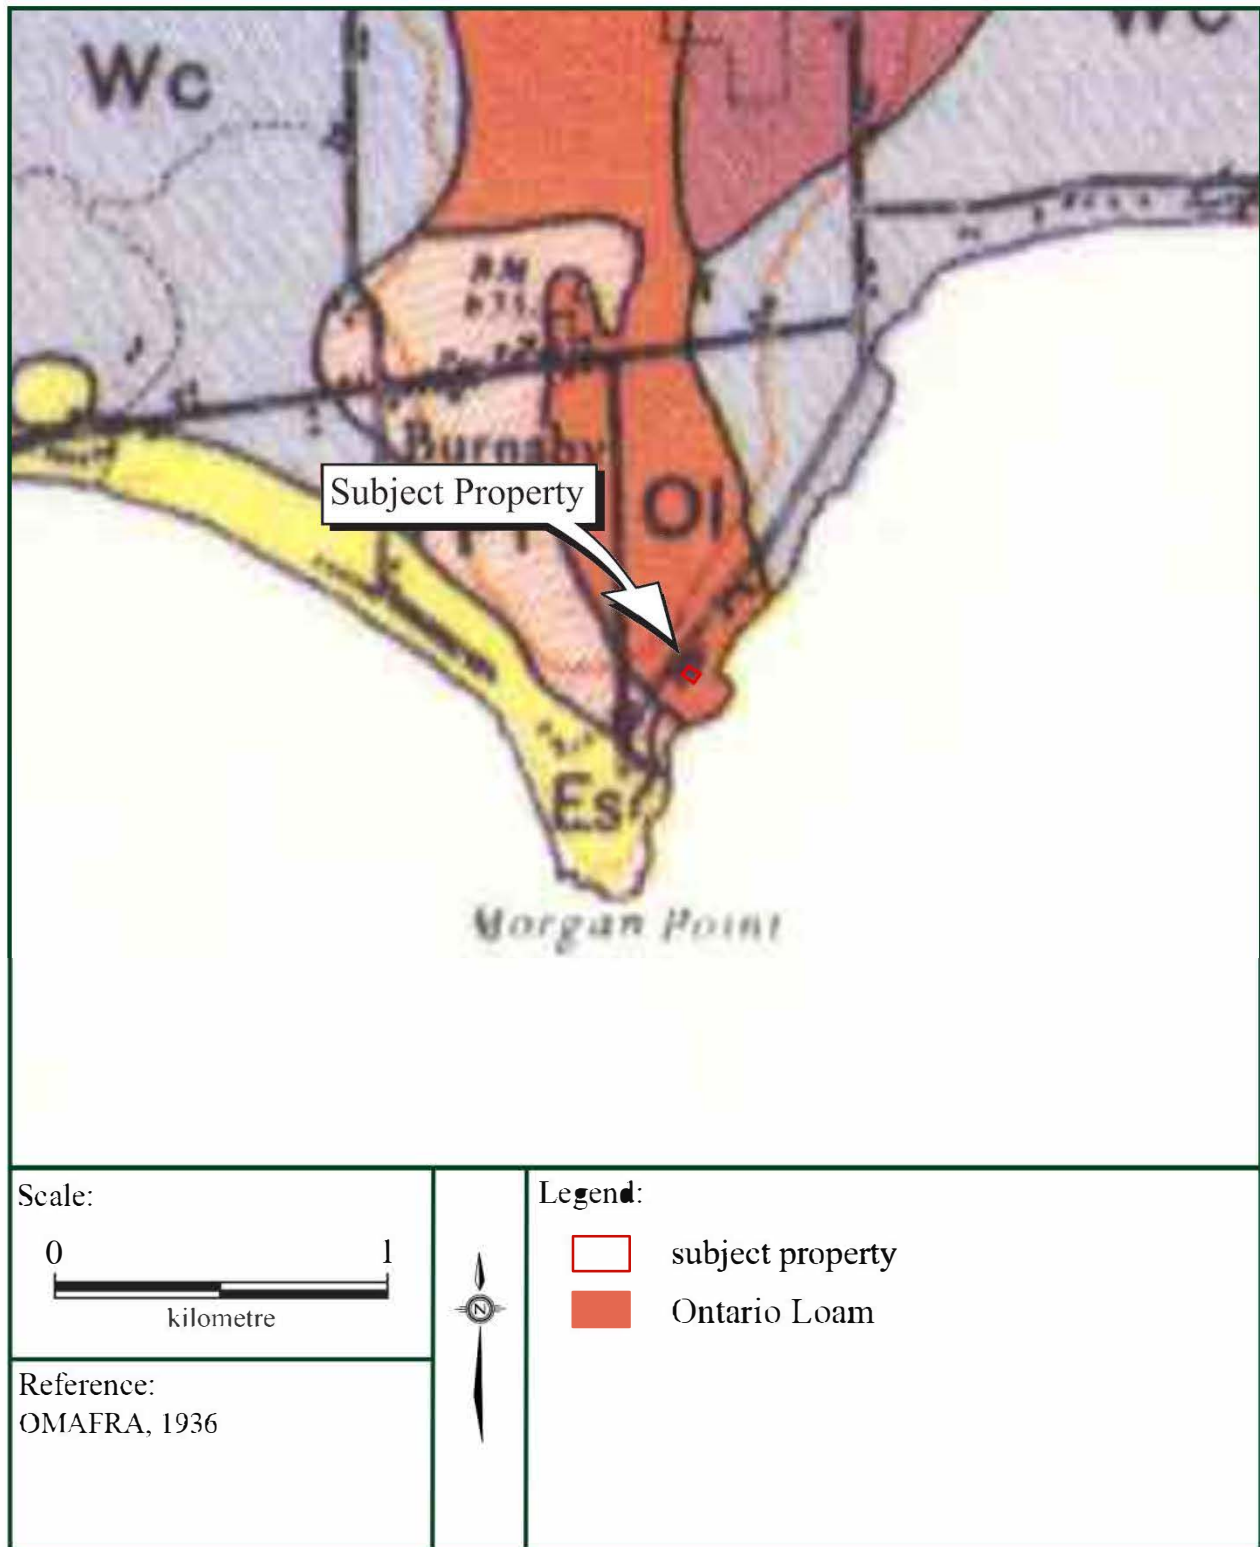 Wc
Wc
BM
Burnaby
Subject Property
Ol
Es
Morgan Point
Scale:
0 1
kilometre
N
Reference:
OMAFRA, 1936
Legend:
subject property
Ontario Loam